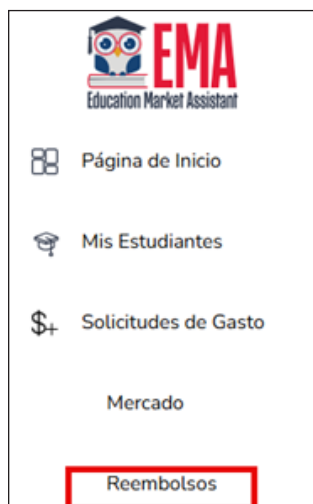 EMA
Education Market Assistant
Página de Inicio
Mis Estudiantes
$+ Solicitudes de Gasto
Mercado
Reembolsos